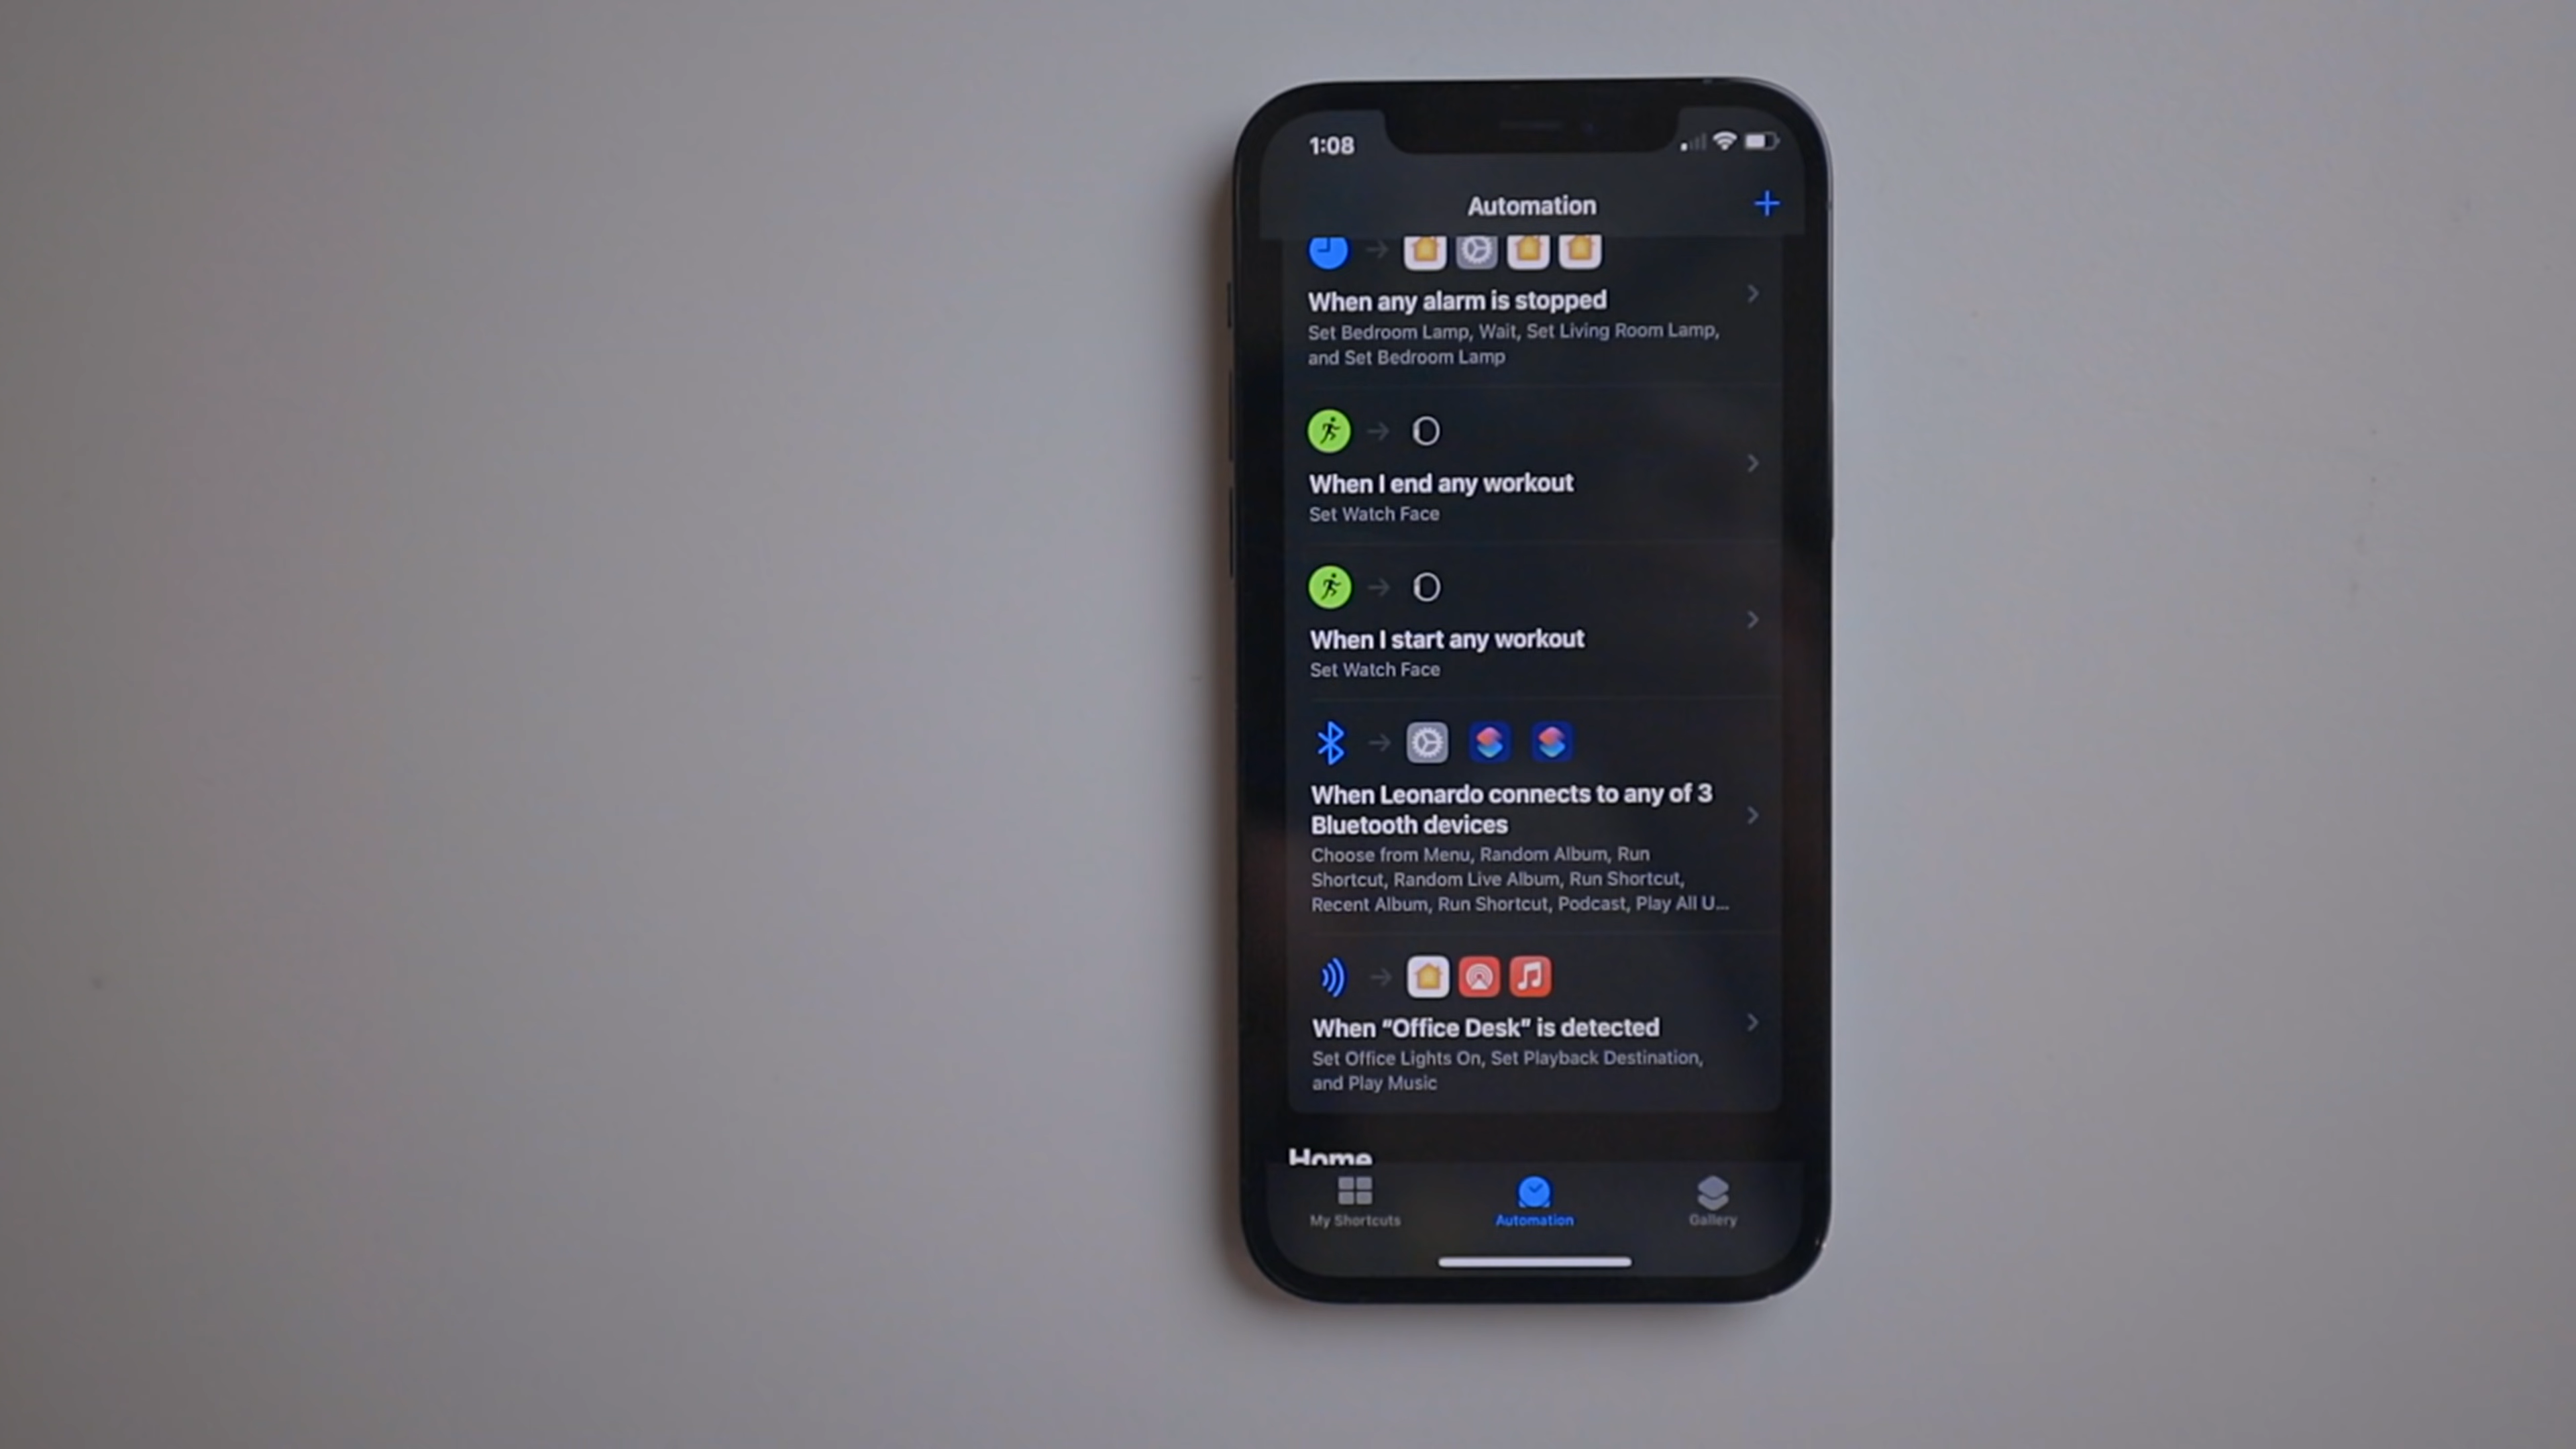 1:08
Automation
When any alarm is stopped
Set Bedroom Lamp, Wait, Set Living Room Lamp,
and Set Bedroom Lamp
When I end any workout
Set Watch Face
When I start any workout
Set Watch Face
When Leonardo connects to any of 3
Bluetooth devices
Choose from Menu, Random Album, Run
Shortcut, Random Live Album, Run Shortcut,
Recent Album, Run Shortcut, Podcast, Play All U...
When “Office Desk” is detected
Set Office Lights On, Set Playback Destination,
and Play Music
Home
My Shortcuts
Automation
Gallery